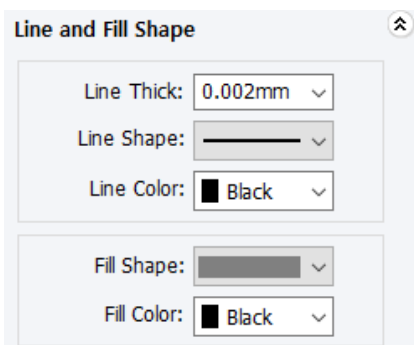 Line and Fill Shape
Line Thick: 0.002mm
Line Shape:
Line Color: Black
Fill Shape:
Fill Color: Black